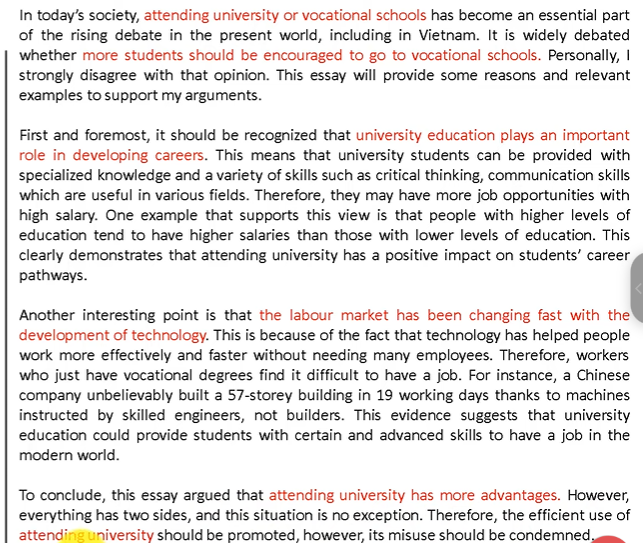 In today's society, attending university or vocational schools has become an essential part
of the rising debate in the present world, including in Vietnam. It is widely debated
whether more students should be encouraged to go to vocational schools. Personally, I
strongly disagree with that opinion. This essay will provide some reasons and relevant
examples to support my arguments.
First and foremost, it should be recognized that university education plays an important
role in developing careers. This means that university students can be provided with
specialized knowledge and a variety of skills such as critical thinking, communication skills
which are useful in various fields. Therefore, they may have more job opportunities with
high salary. One example that supports this view is that people with higher levels of
education tend to have higher salaries than those with lower levels of education. This
clearly demonstrates that attending university has a positive impact on students' career
pathways.
Another interesting point is that the labour market has been changing fast with the
development of technology. This is because of the fact that technology has helped people
work more effectively and faster without needing many employees. Therefore, workers
who just have vocational degrees find it difficult to have a job. For instance, a Chinese
company unbelievably built a 57-storey building in 19 working days thanks to machines
instructed by skilled engineers, not builders. This evidence suggests that university
education could provide students with certain and advanced skills to have a job in the
modern world.
To conclude, this essay argued that attending university has more advantages. However,
everything has two sides, and this situation is no exception. Therefore, the efficient use of
attending university should be promoted, however, its misuse should be condemned.